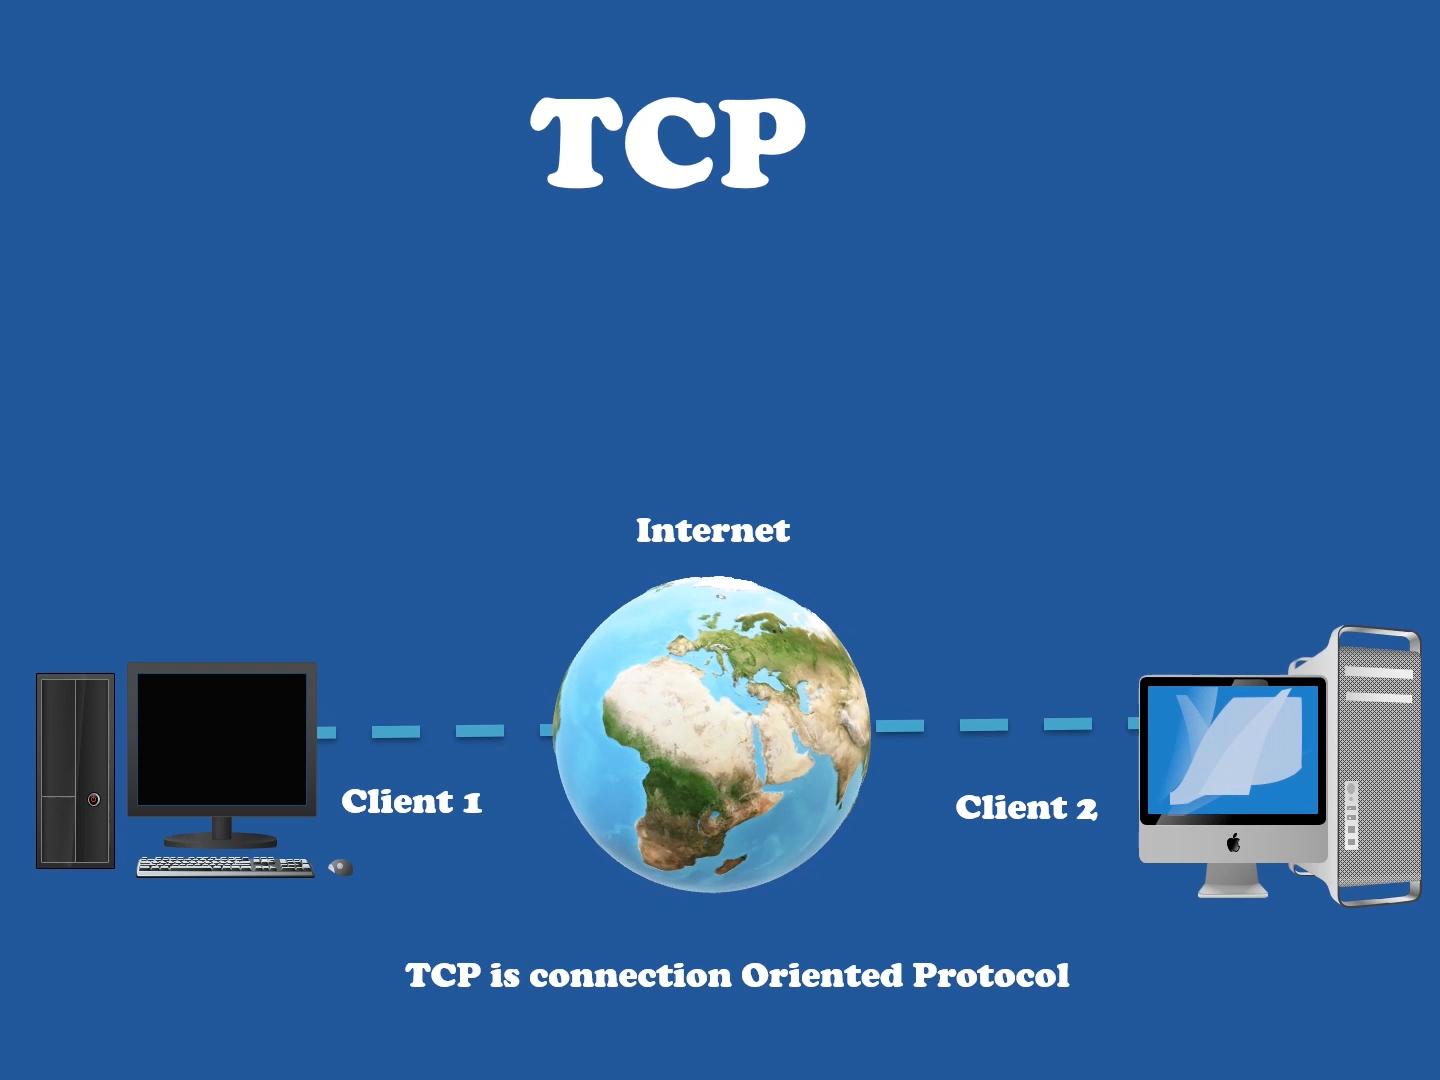 TCP
Internet
Client 1
Client 2
TCP is connection Oriented Protocol